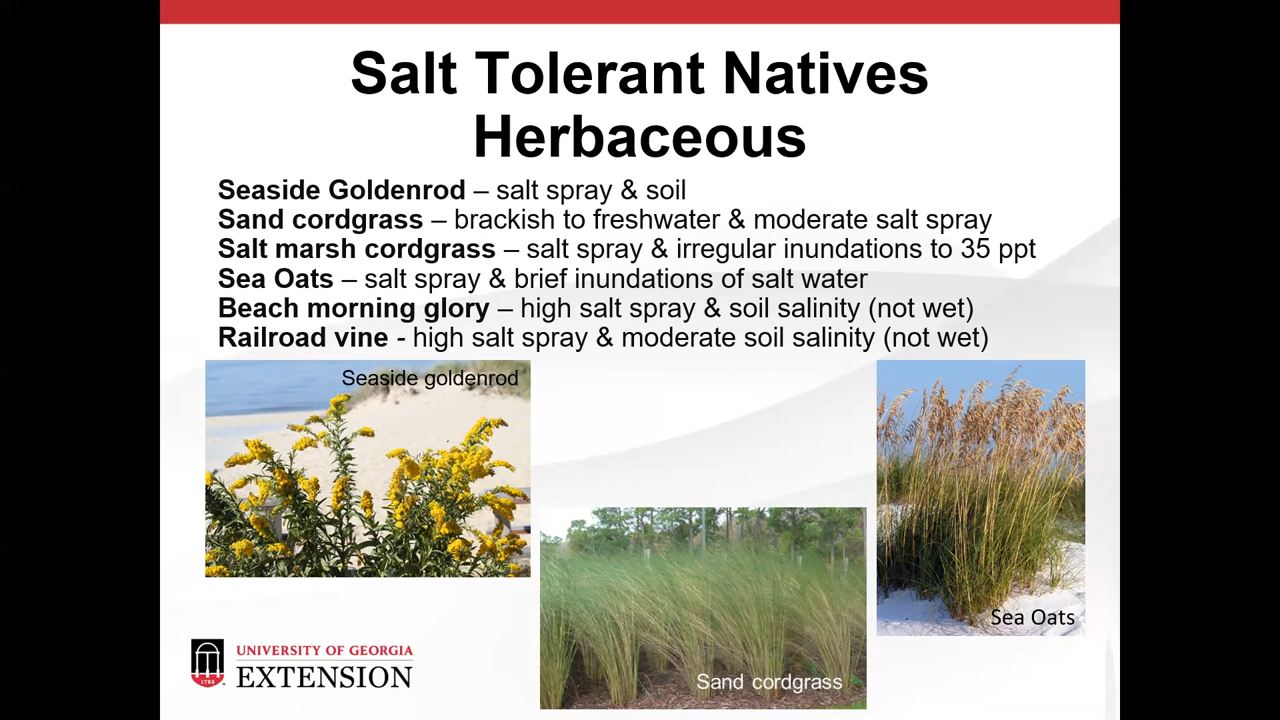 Salt Tolerant Natives
Herbaceous
Seaside Goldenrod – salt spray & soil
Sand cordgrass – brackish to freshwater & moderate salt spray
Salt marsh cordgrass – salt spray & irregular inundations to 35 ppt
Sea Oats – salt spray & brief inundations of salt water
Beach morning glory – high salt spray & soil salinity (not wet)
Railroad vine - high salt spray & moderate soil salinity (not wet)
Seaside goldenrod
Sea Oats
Sand cordgrass
1785
UNIVERSITY OF GEORGIA
EXTENSION